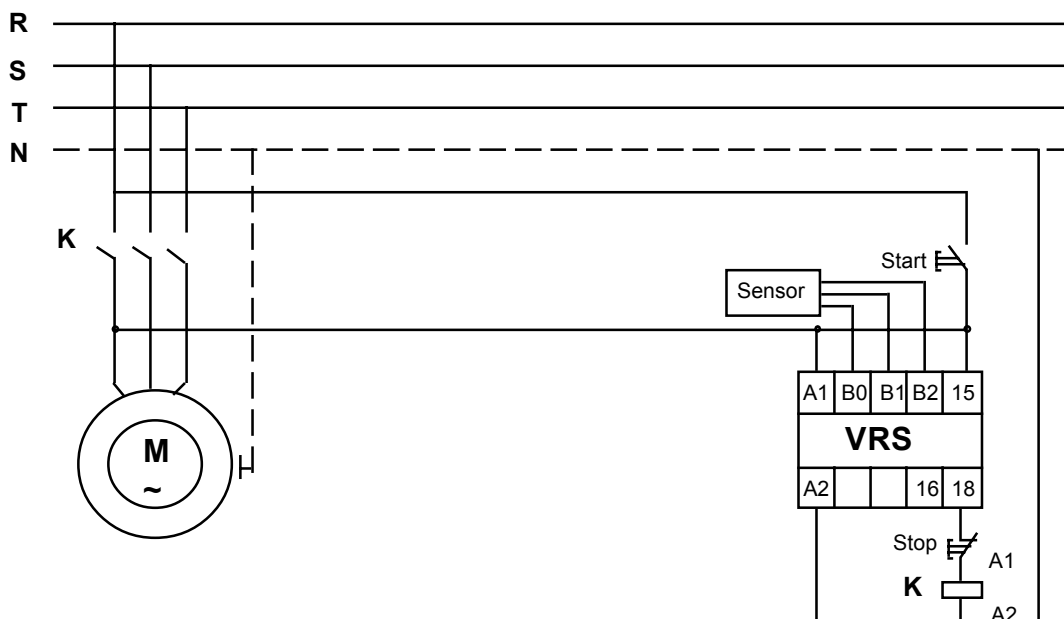 R
S
T
N
K
Start
Sensor
A1 B0 B1 B2 15
VRS
M
~
A2 16 18
Stop
A1
K
A2